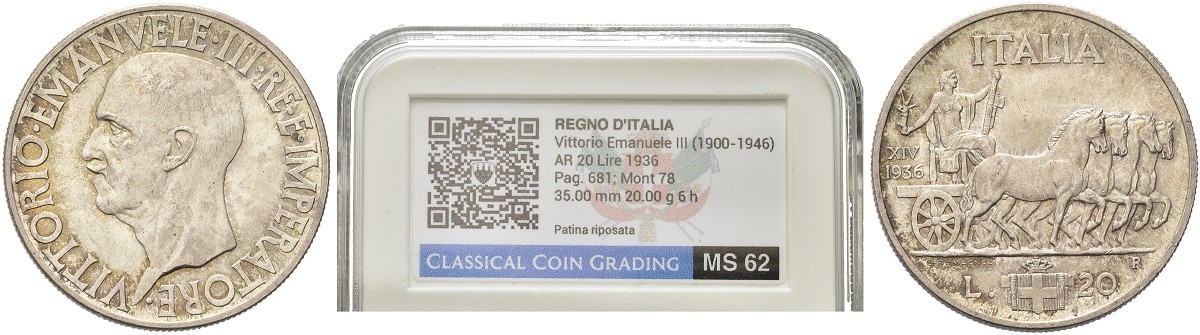 VITTORIO·EMANVELE·III·RE·E·IMPERATORE·
REGNO D'ITALIA
Vittorio Emanuele III (1900-1946)
AR 20 Lire 1936
Pag. 681; Mont 78
35.00 mm 20.00 g 6 h
Patina riposata
CLASSICAL COIN GRADING MS 62
ITALIA
XIV
1936
R
L. 20